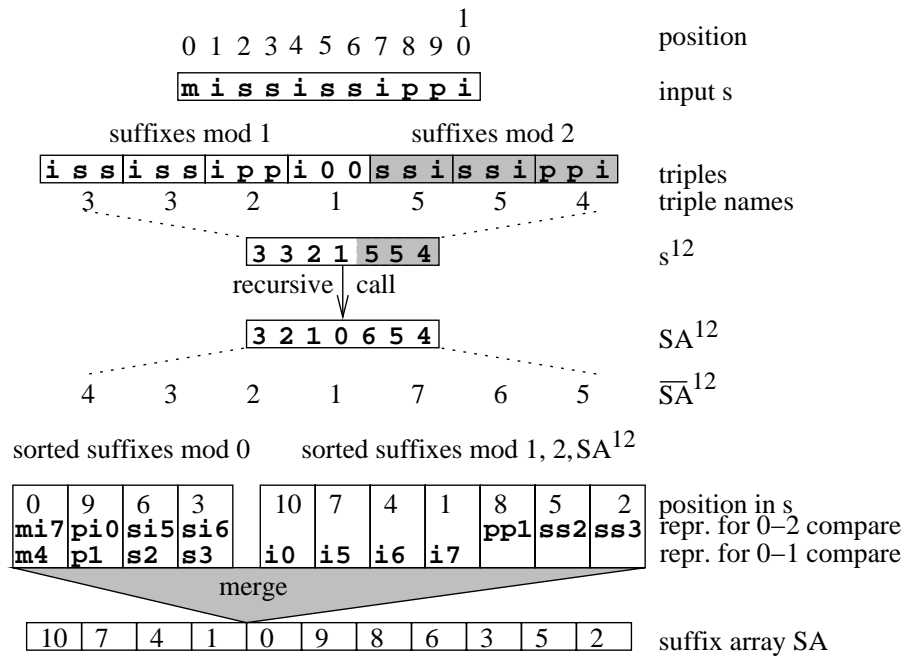 1
0 1 2 3 4 5 6 7 8 9 0 position
m i s s i s s i p p i input s
suffixes mod 1 suffixes mod 2
i s s i s s i p p i 0 0 s s i s s i p p i triples
3 3 2 1 5 5 4 triple names
3 3 2 1 5 5 4 s12
recursive call
3 2 1 0 6 5 4 SA12
4 3 2 1 7 6 5 SA12
sorted suffixes mod 0 sorted suffixes mod 1, 2, SA12
0 9 6 3 10 7 4 1 8 5 2 position in s
mi7 pi0 si5 si6 pp1 ss2 ss3 repr. for 0−2 compare
m4 p1 s2 s3 i0 i5 i6 i7 repr. for 0−1 compare
merge
10 7 4 1 0 9 8 6 3 5 2 suffix array SA